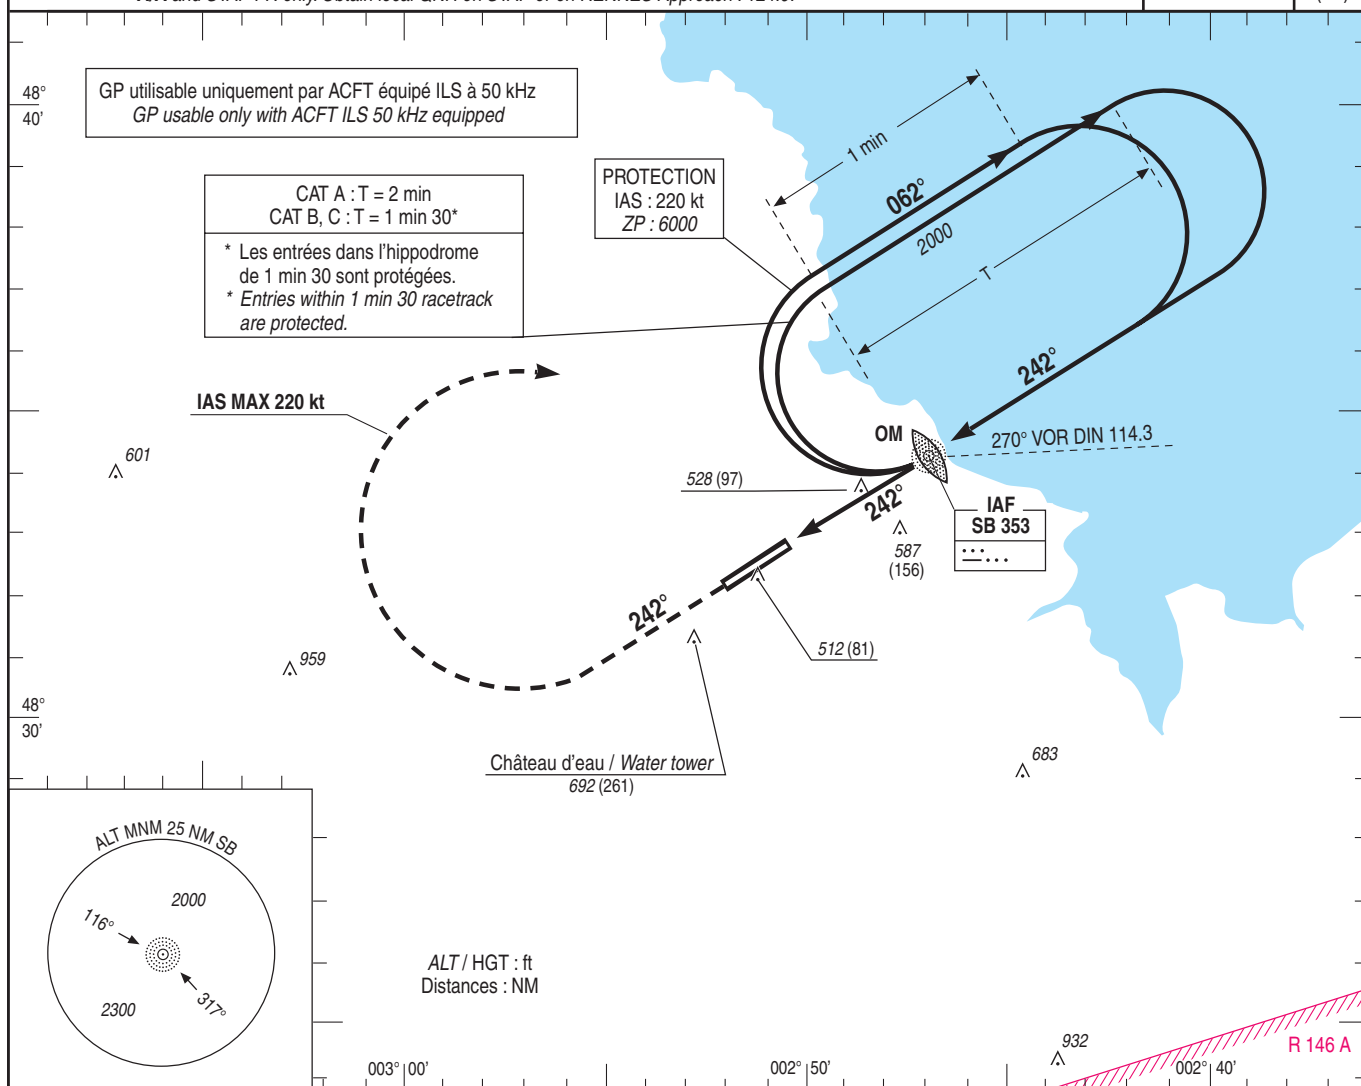 48°
40'
GP utilisable uniquement par ACFT équipé ILS à 50 kHz
GP usable only with ACFT ILS 50 kHz equipped
CAT A : T = 2 min
CAT B, C : T = 1 min 30*
* Les entrées dans l'hippodrome
de 1 min 30 sont protégées.
* Entries within 1 min 30 racetrack
are protected.
PROTECTION
IAS : 220 kt
ZP : 6000
1 min
062°
2000
T
242°
IAS MAX 220 kt
OM
270° VOR DIN 114.3
601
528 (97)
242°
IAF
SB 353
587
(156)
242°
512 (81)
959
48°
30'
Château d'eau / Water tower
692 (261)
683
ALT MNM 25 NM SB
2000
116°
2300
317°
ALT / HGT : ft
Distances : NM
932
R 146 A
003° 00'
002° 50'
002° 40'